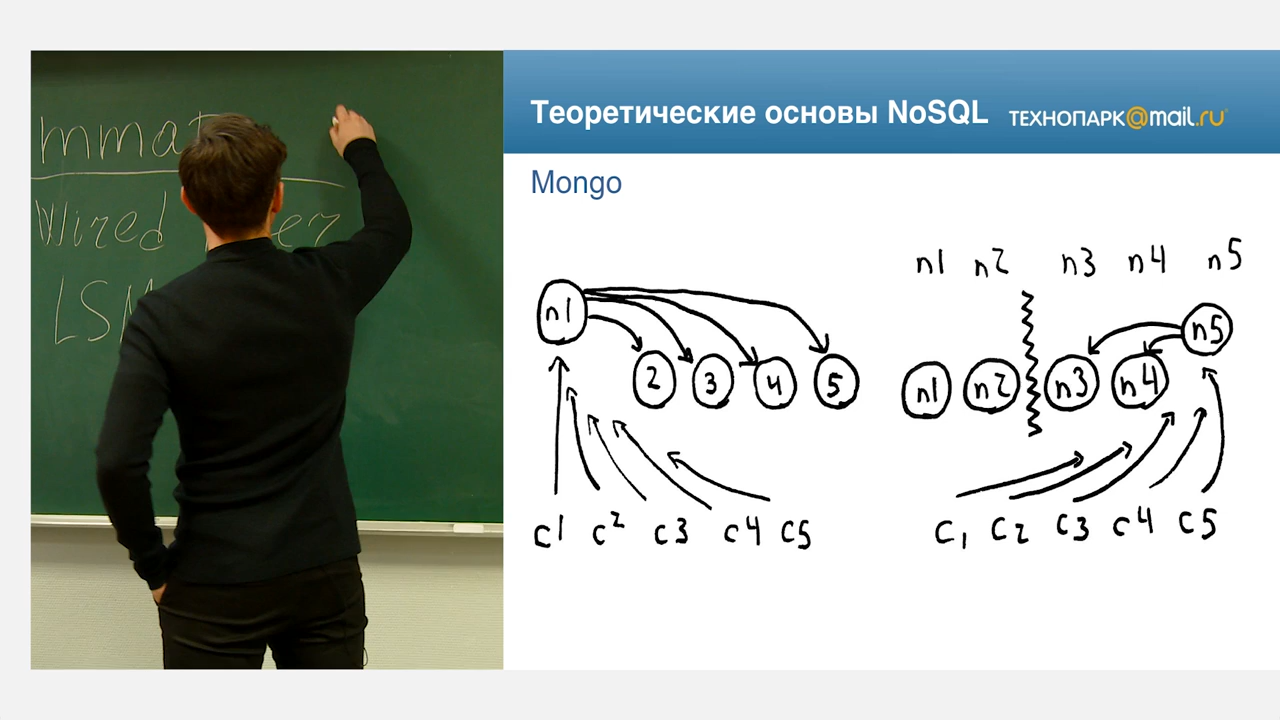 Теоретические основы NoSQL
ТЕХНОПАРК@mail.ru
Mongo
mma
Wired
LSM
n1 n2 n3 n4 n5
n1
2 3 4 5
n5
n1 n2 n3 n4
c1 c2 c3 c4 c5
c1 c2 c3 c4 c5